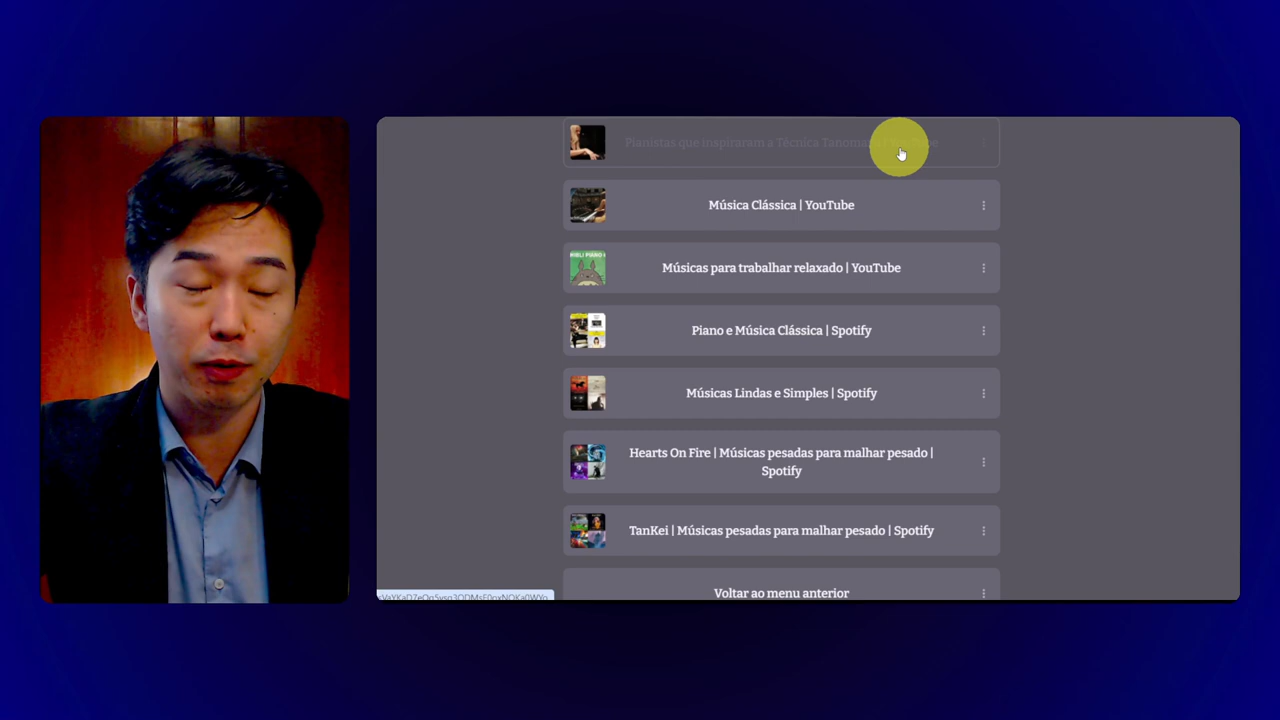 Pianistas que inspiraram a Técnica
Música Clássica | YouTube
Músicas para trabalhar relaxado | YouTube
Piano e Música Clássica | Spotify
Músicas Lindas e Simples | Spotify
Hearts On Fire | Músicas pesadas para malhar pesado |
Spotify
TanKei | Músicas pesadas para malhar pesado | Spotify
Voltar ao menu anterior